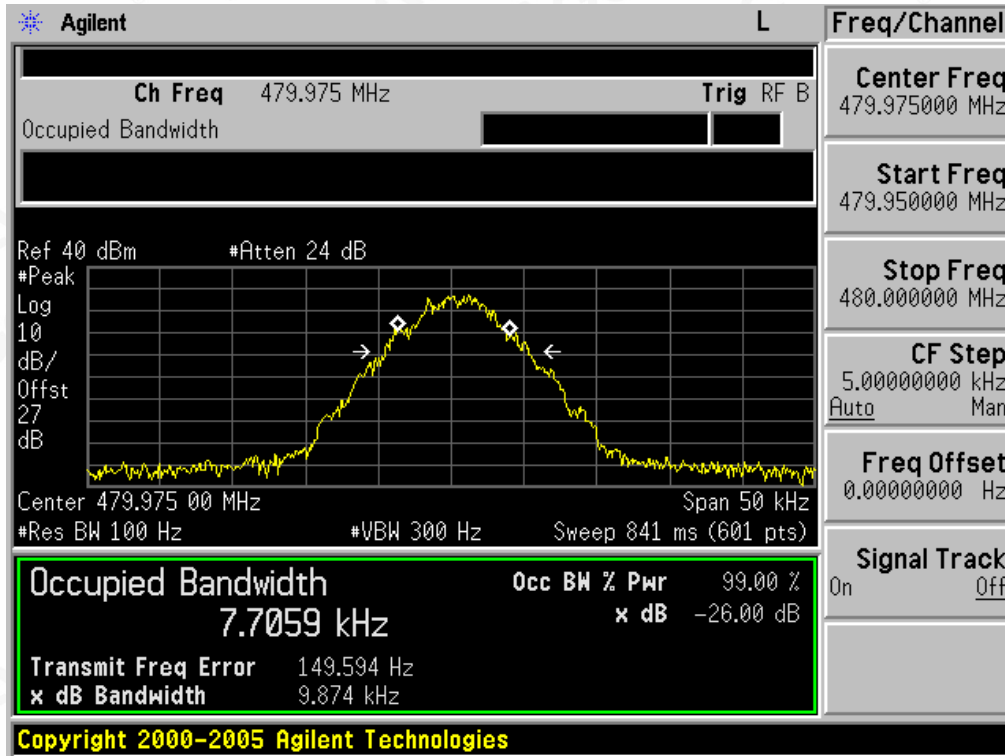 Agilent L
Ch Freq 479.975 MHz Trig RF B
Occupied Bandwidth
Ref 40 dBm #Atten 24 dB
#Peak
Log
10
dB/
Offst
27
dB
Center 479.975 00 MHz Span 50 kHz
#Res BW 100 Hz #VBW 300 Hz Sweep 841 ms (601 pts)
Occupied Bandwidth Occ BW % Pwr 99.00 %
7.7059 kHz x dB -26.00 dB
Transmit Freq Error 149.594 Hz
x dB Bandwidth 9.874 kHz
Copyright 2000-2005 Agilent Technologies
Freq/Channel
Center Freq
479.975000 MHz
Start Freq
479.950000 MHz
Stop Freq
480.000000 MHz
CF Step
5.00000000 kHz
Auto Man
Freq Offset
0.00000000 Hz
Signal Track
On Off